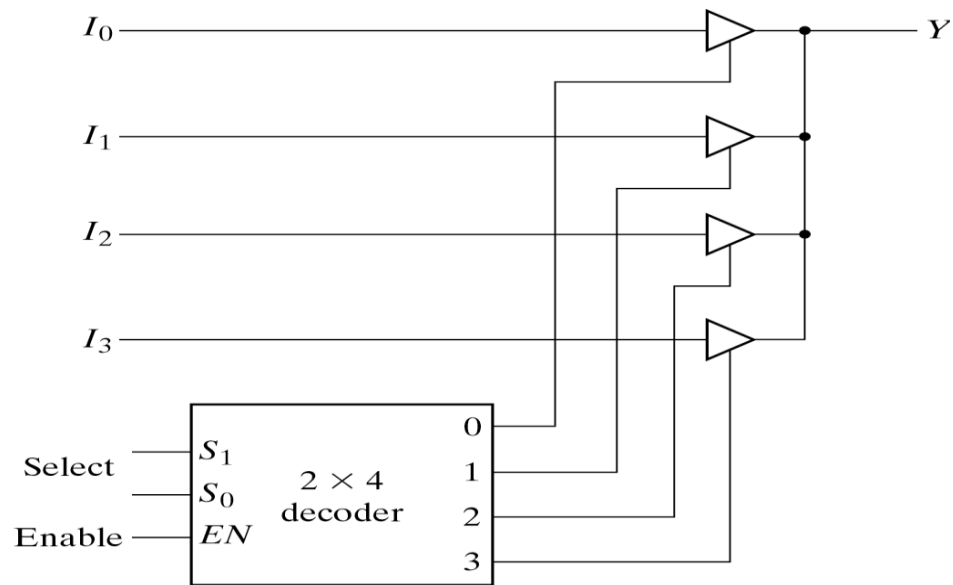 I₀
Y
I₁
I₂
I₃
0
Select
S₁
1
2 × 4
S₀
decoder
2
Enable
EN
3